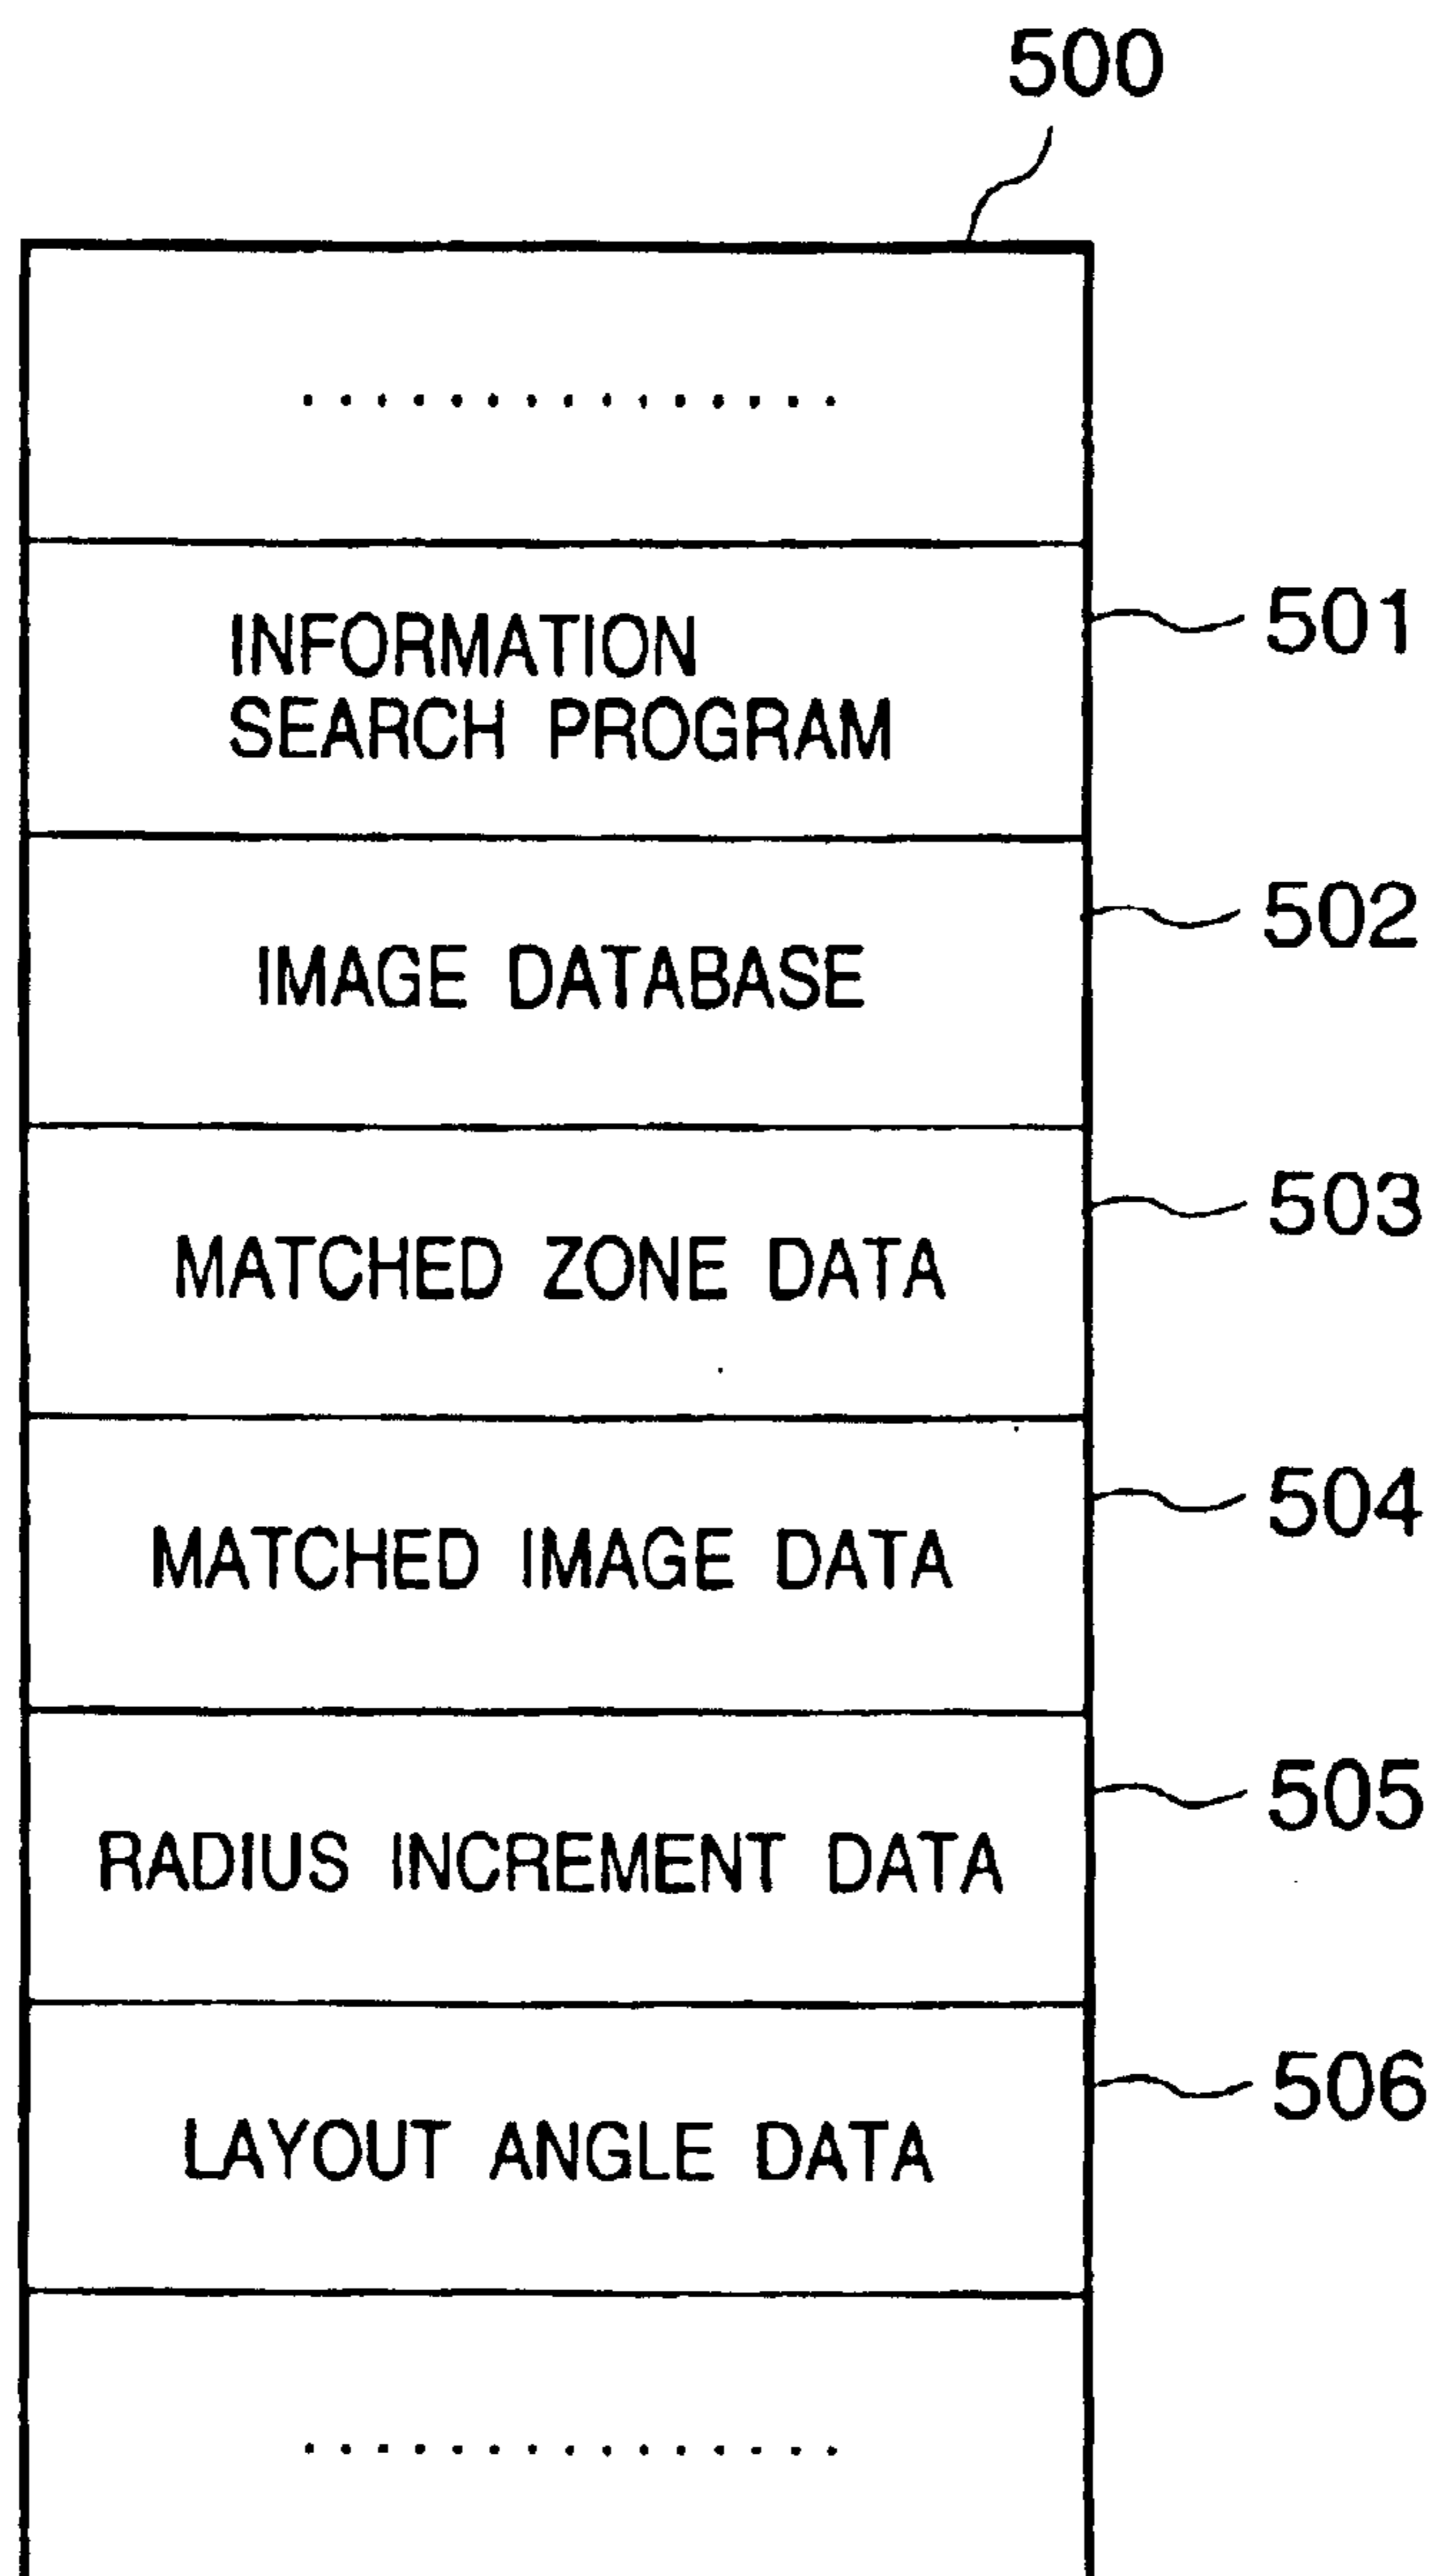 500
...............
INFORMATION
SEARCH PROGRAM
501
IMAGE DATABASE
502
MATCHED ZONE DATA
503
MATCHED IMAGE DATA
504
RADIUS INCREMENT DATA
505
LAYOUT ANGLE DATA
506
...............